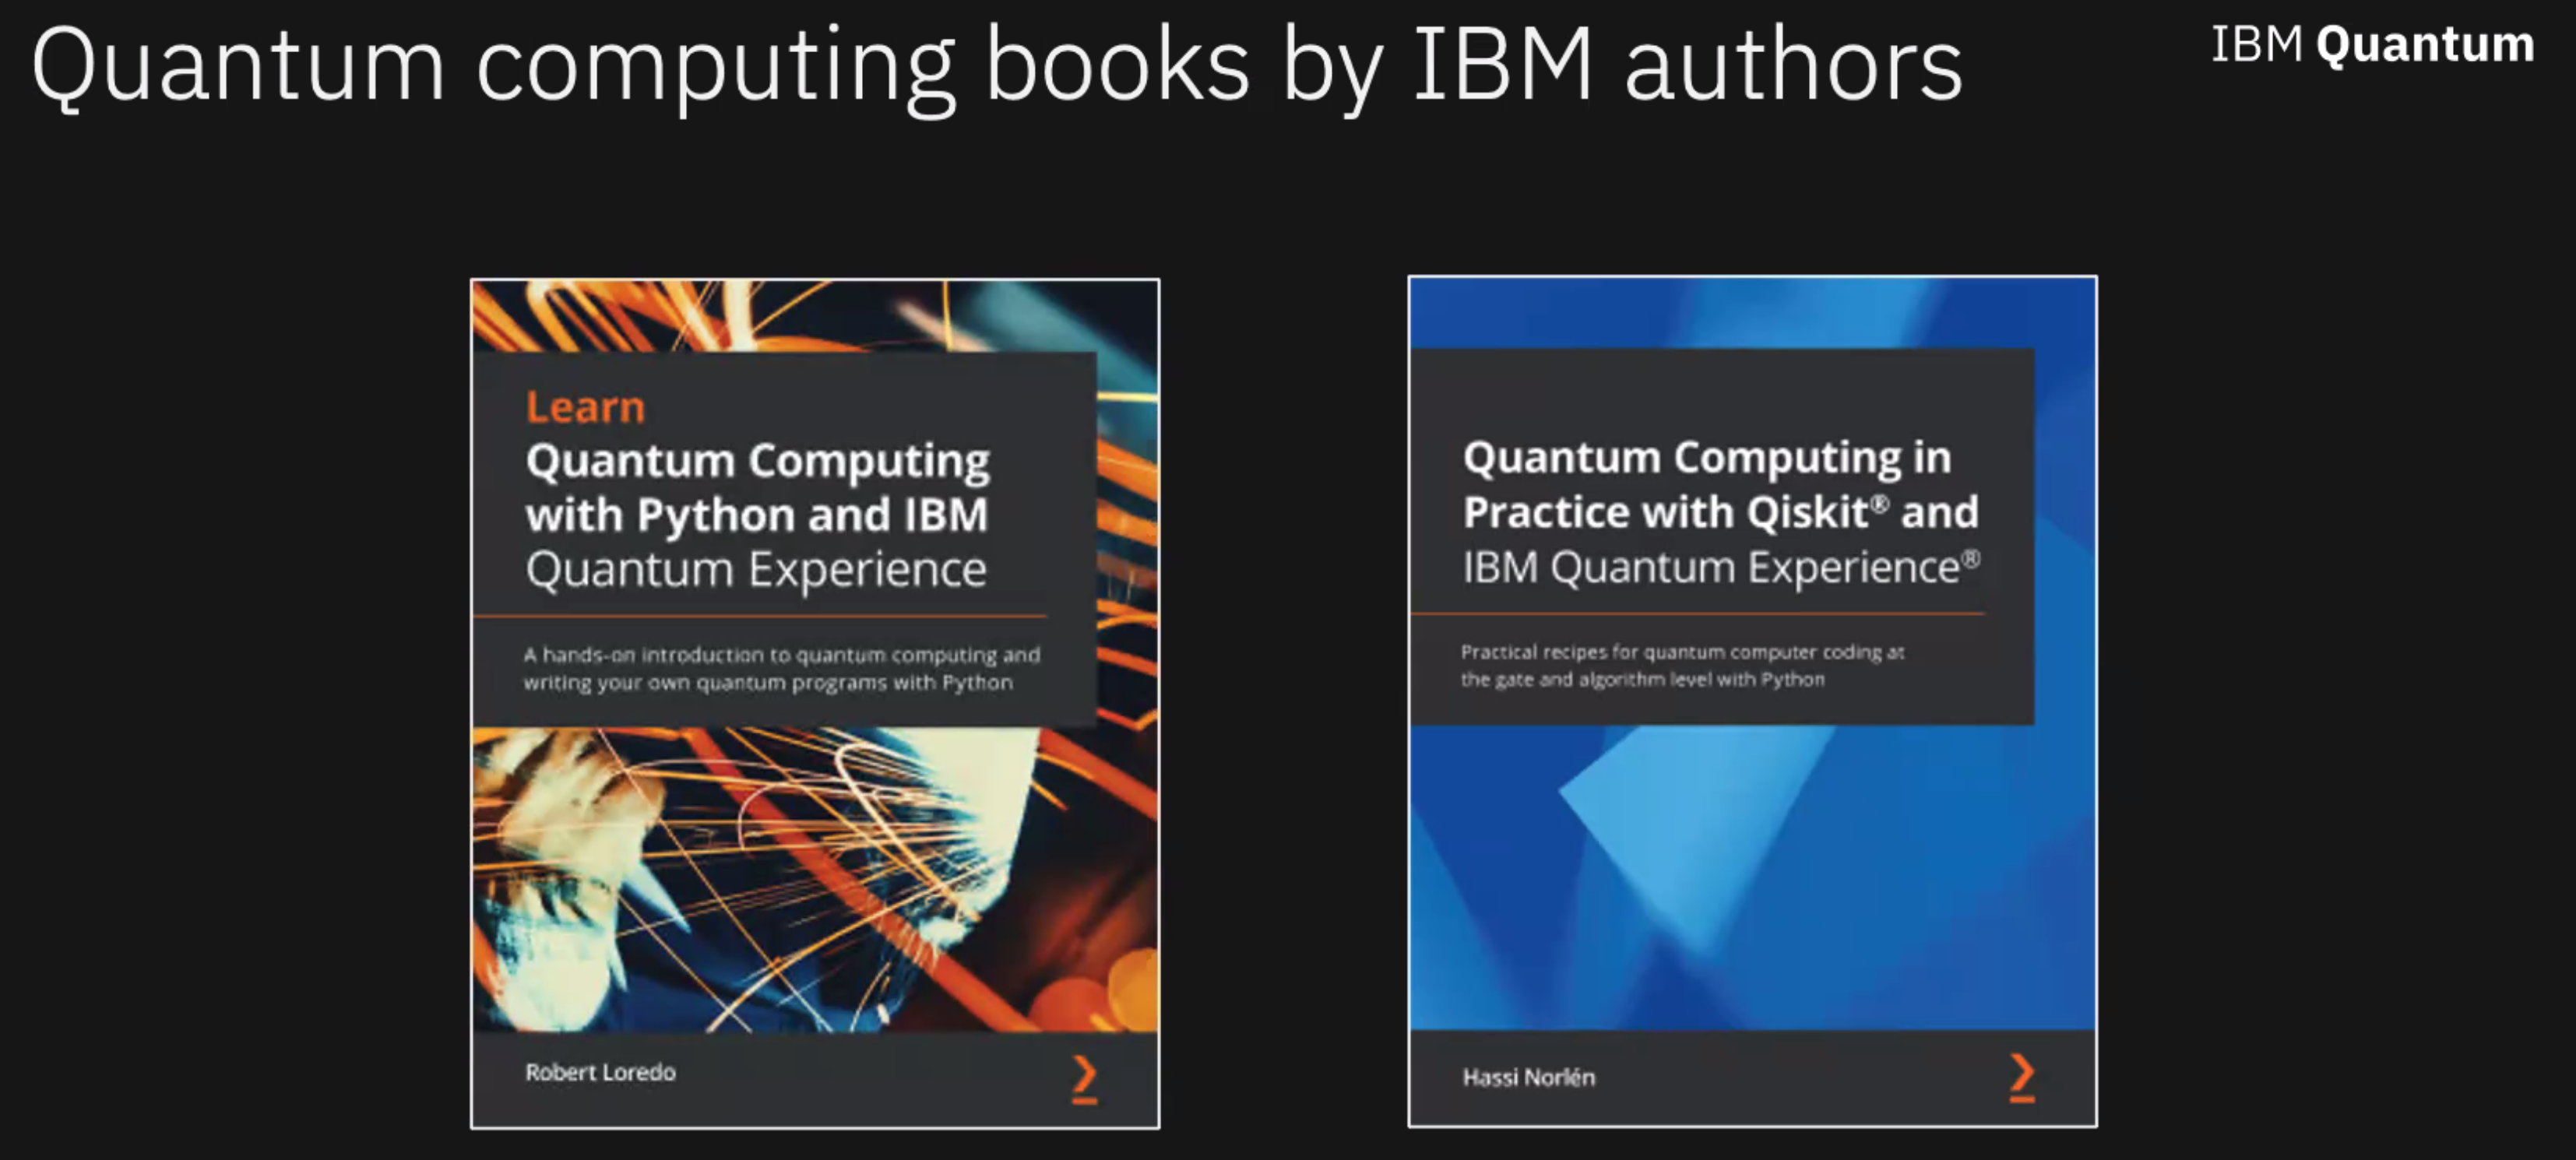 Quantum computing books by IBM authors
IBM Quantum
Learn
Quantum Computing
with Python and IBM
Quantum Experience
A hands-on introduction to quantum computing and
writing your own quantum programs with Python
Robert Loredo
Quantum Computing in
Practice with Qiskit® and
IBM Quantum Experience®
Practical recipes for quantum computer coding at
the gate and algorithm level with Python
Hassi Norlén